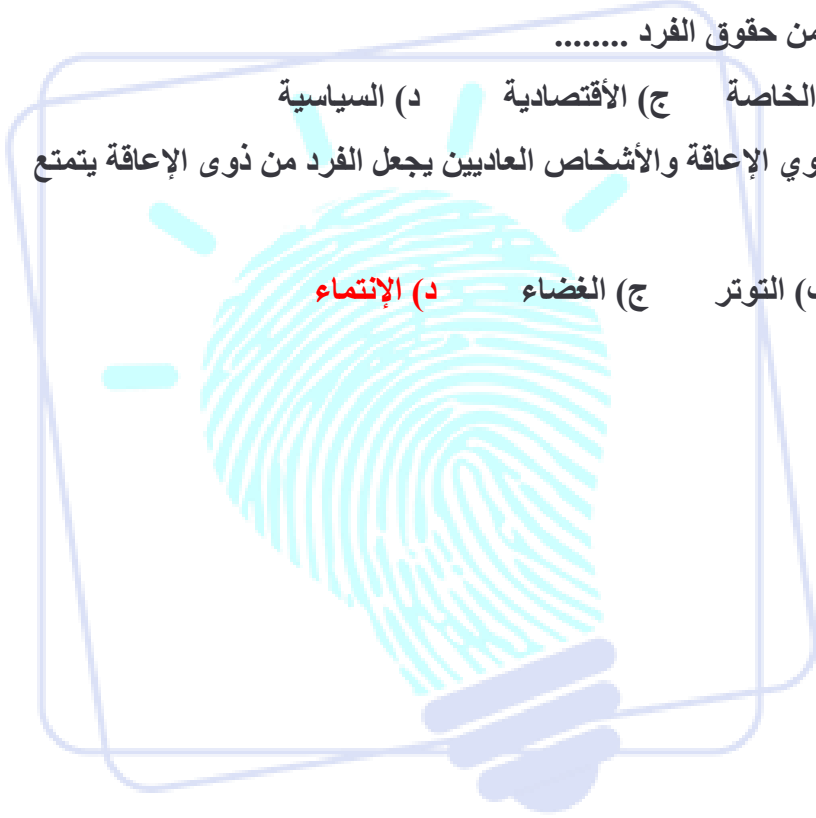 من حقوق الفرد ........
الخاصة ج) الأقتصادية د) السياسية
وي الإعاقة والأشخاص العاديين يجعل الفرد من ذوى الإعاقة يتمتع
) التوتر ج) الغضاء د) الإنتماء